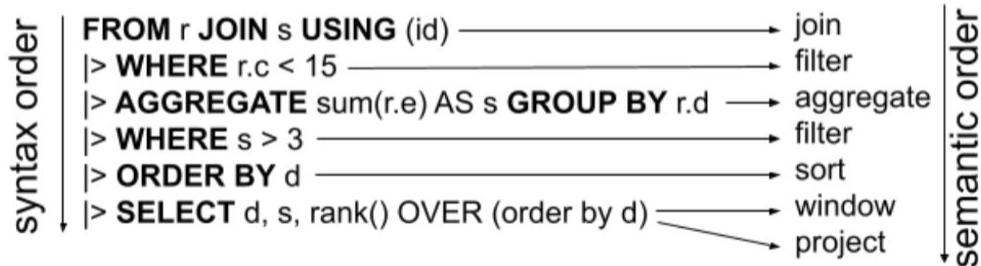 syntax order
FROM r JOIN s USING (id) join
|> WHERE r.c < 15 filter
|> AGGREGATE sum(r.e) AS s GROUP BY r.d aggregate
|> WHERE s > 3 filter
|> ORDER BY d sort
|> SELECT d, s, rank() OVER (order by d) window
project
semantic order